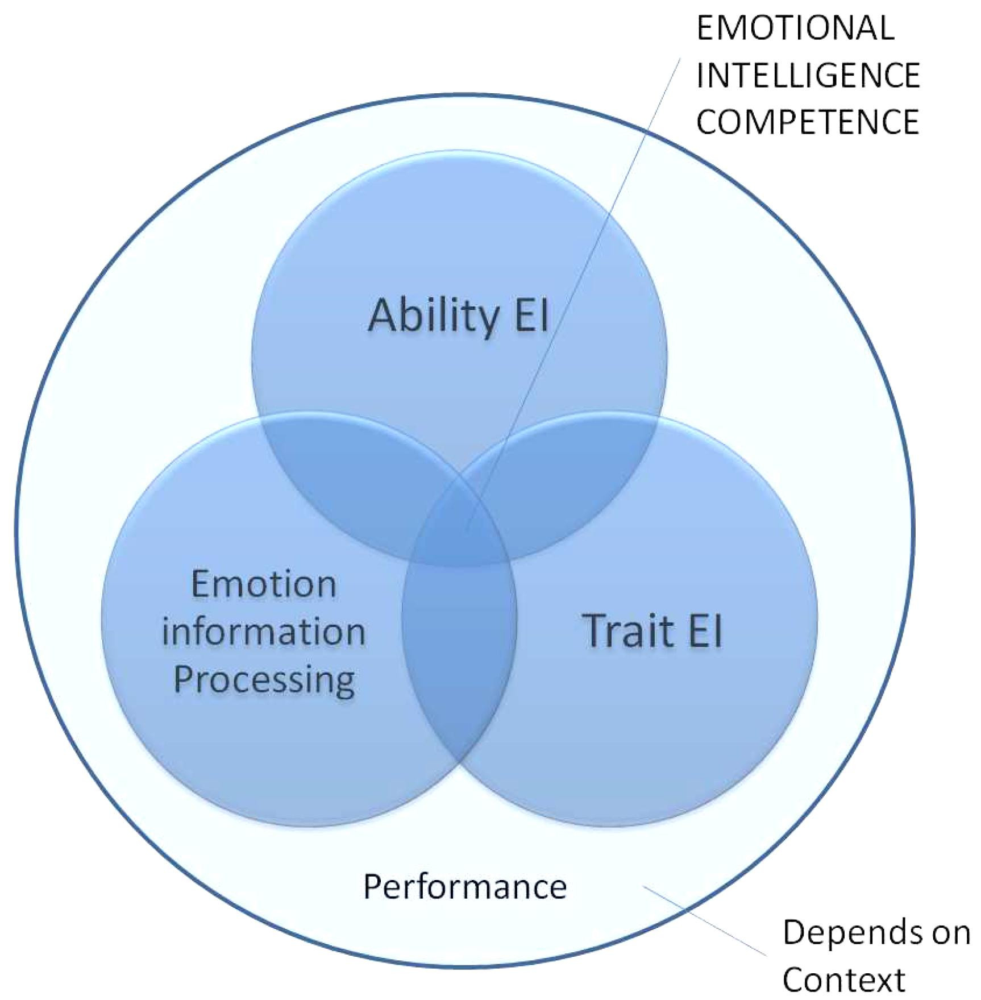 EMOTIONAL
INTELLIGENCE
COMPETENCE
Ability EI
Emotion
information
Processing
Trait EI
Performance
Depends on
Context